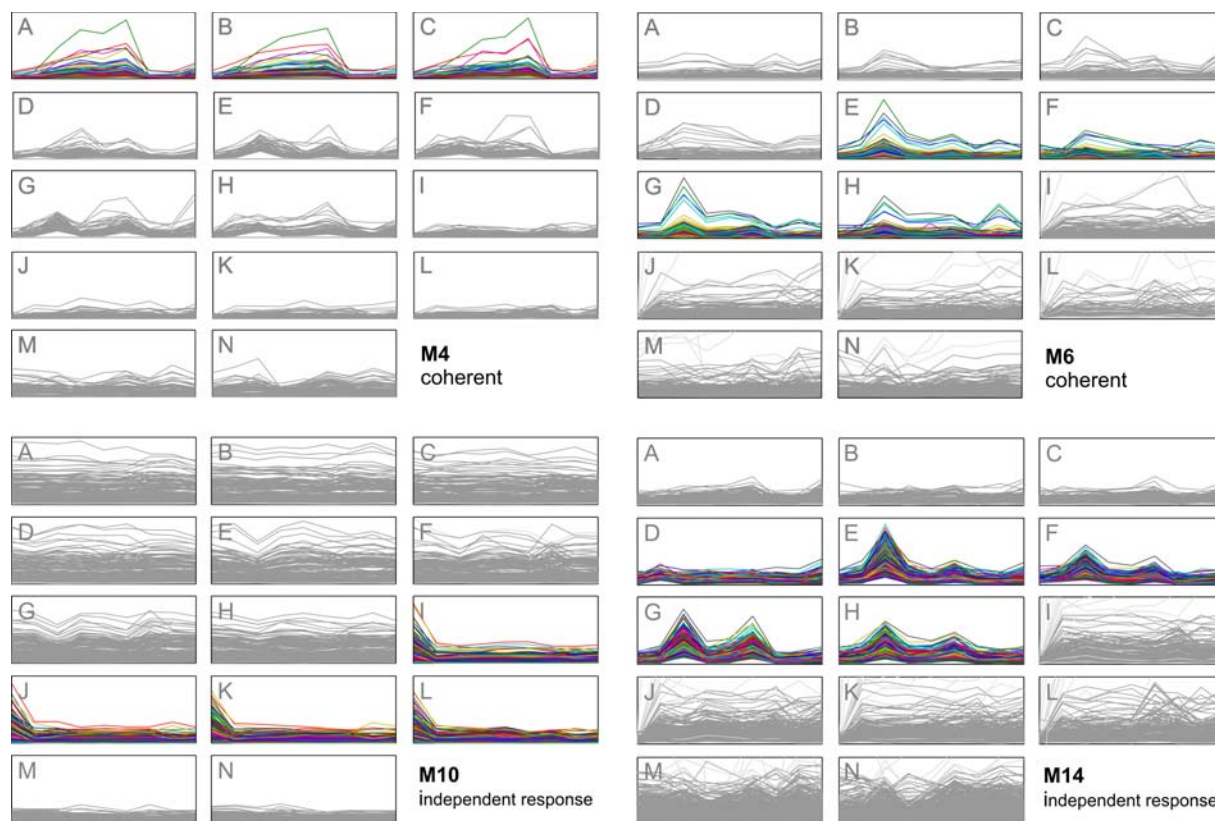 A B C
D E F
G H I
J K L
M N
M4
coherent
A B C
D E F
G H I
J K L
M N
M6
coherent
A B C
D E F
G H I
J K L
M N
M10
independent response
A B C
D E F
G H I
J K L
M N
M14
independent response